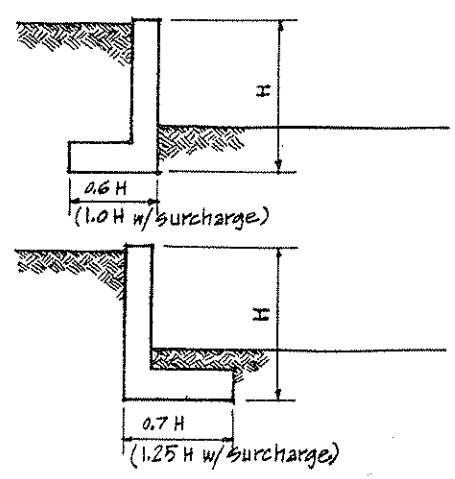 H
0.6 H
(1.0 H w/surcharge)
H
0.7 H
(1.25 H w/surcharge)